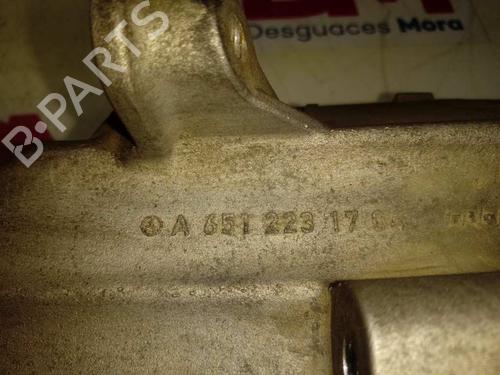 Desguaces Mora
B-PARTS
A 651 223 17